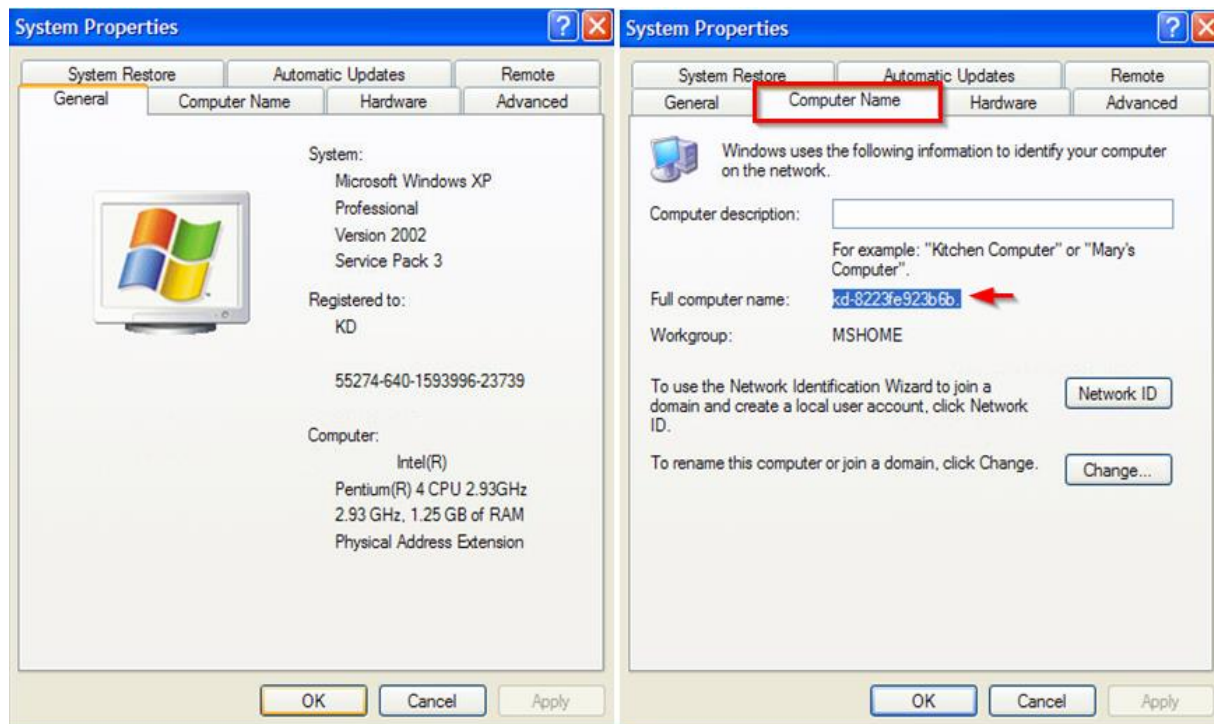 System Properties
System Restore Automatic Updates Remote
General Computer Name Hardware Advanced
System:
Microsoft Windows XP
Professional
Version 2002
Service Pack 3
Registered to:
KD
55274-640-1593996-23739
Computer:
Intel(R)
Pentium(R) 4 CPU 2.93GHz
2.93 GHz, 1.25 GB of RAM
Physical Address Extension
OK Cancel Apply
System Properties
System Restore Automatic Updates Remote
General Computer Name Hardware Advanced
Windows uses the following information to identify your computer
on the network.
Computer description:
For example: "Kitchen Computer" or "Mary's
Computer".
Full computer name: kd-8223fe923b6b.
Workgroup: MSHOME
To use the Network Identification Wizard to join a
domain and create a local user account, click Network
ID.
Network ID
To rename this computer or join a domain, click Change.
Change...
OK Cancel Apply